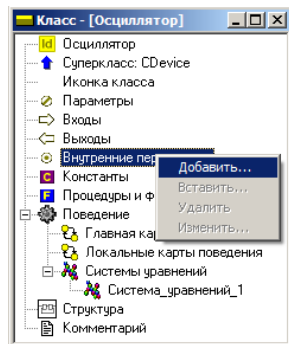 Класс - [Осциллятор]
Id Осциллятор
Суперкласс: CDevice
Иконка класса
Параметры
Входы
Выходы
Внутренние пер
Добавить...
C Константы
Вставить...
F Процедуры и ф
Удалить
Поведение
Изменить...
Главная кар
Локальные карты поведения
Системы уравнений
Система_уравнений_1
Структура
Комментарий